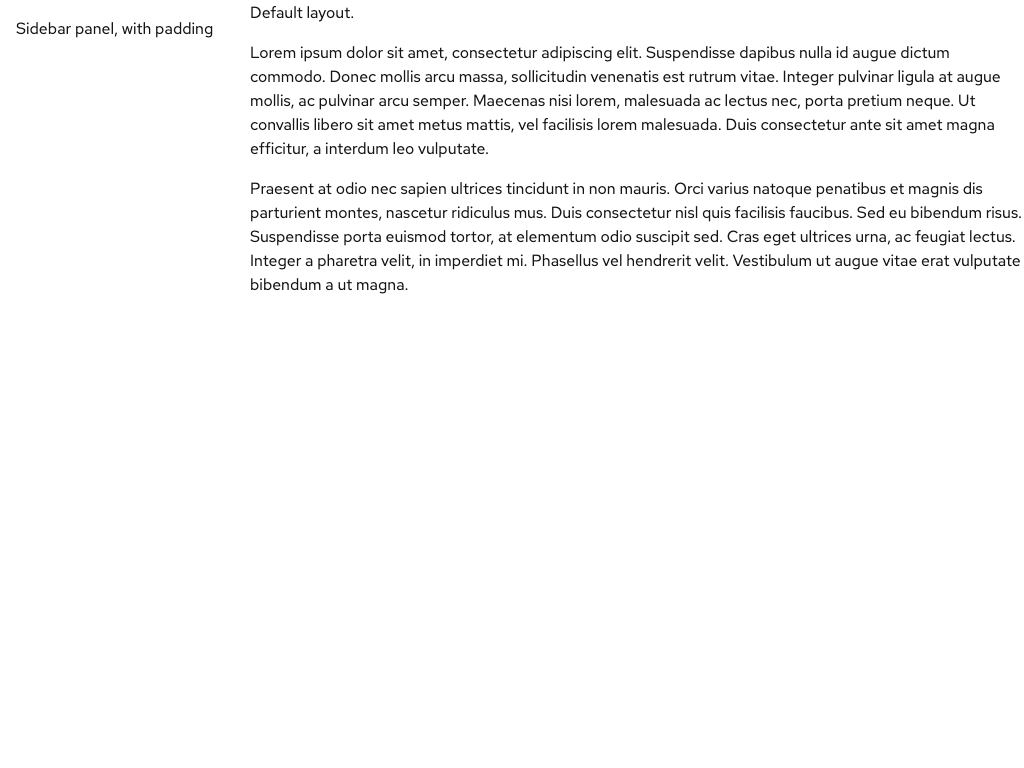 Sidebar panel, with padding
Default layout.
Lorem ipsum dolor sit amet, consectetur adipiscing elit. Suspendisse dapibus nulla id augue dictum
commodo. Donec mollis arcu massa, sollicitudin venenatis est rutrum vitae. Integer pulvinar ligula at augue
mollis, ac pulvinar arcu semper. Maecenas nisi lorem, malesuada ac lectus nec, porta pretium neque. Ut
convallis libero sit amet metus mattis, vel facilisis lorem malesuada. Duis consectetur ante sit amet magna
efficitur, a interdum leo vulputate.
Praesent at odio nec sapien ultrices tincidunt in non mauris. Orci varius natoque penatibus et magnis dis
parturient montes, nascetur ridiculus mus. Duis consectetur nisl quis facilisis faucibus. Sed eu bibendum risus.
Suspendisse porta euismod tortor, at elementum odio suscipit sed. Cras eget ultrices urna, ac feugiat lectus.
Integer a pharetra velit, in imperdiet mi. Phasellus vel hendrerit velit. Vestibulum ut augue vitae erat vulputate
bibendum a ut magna.